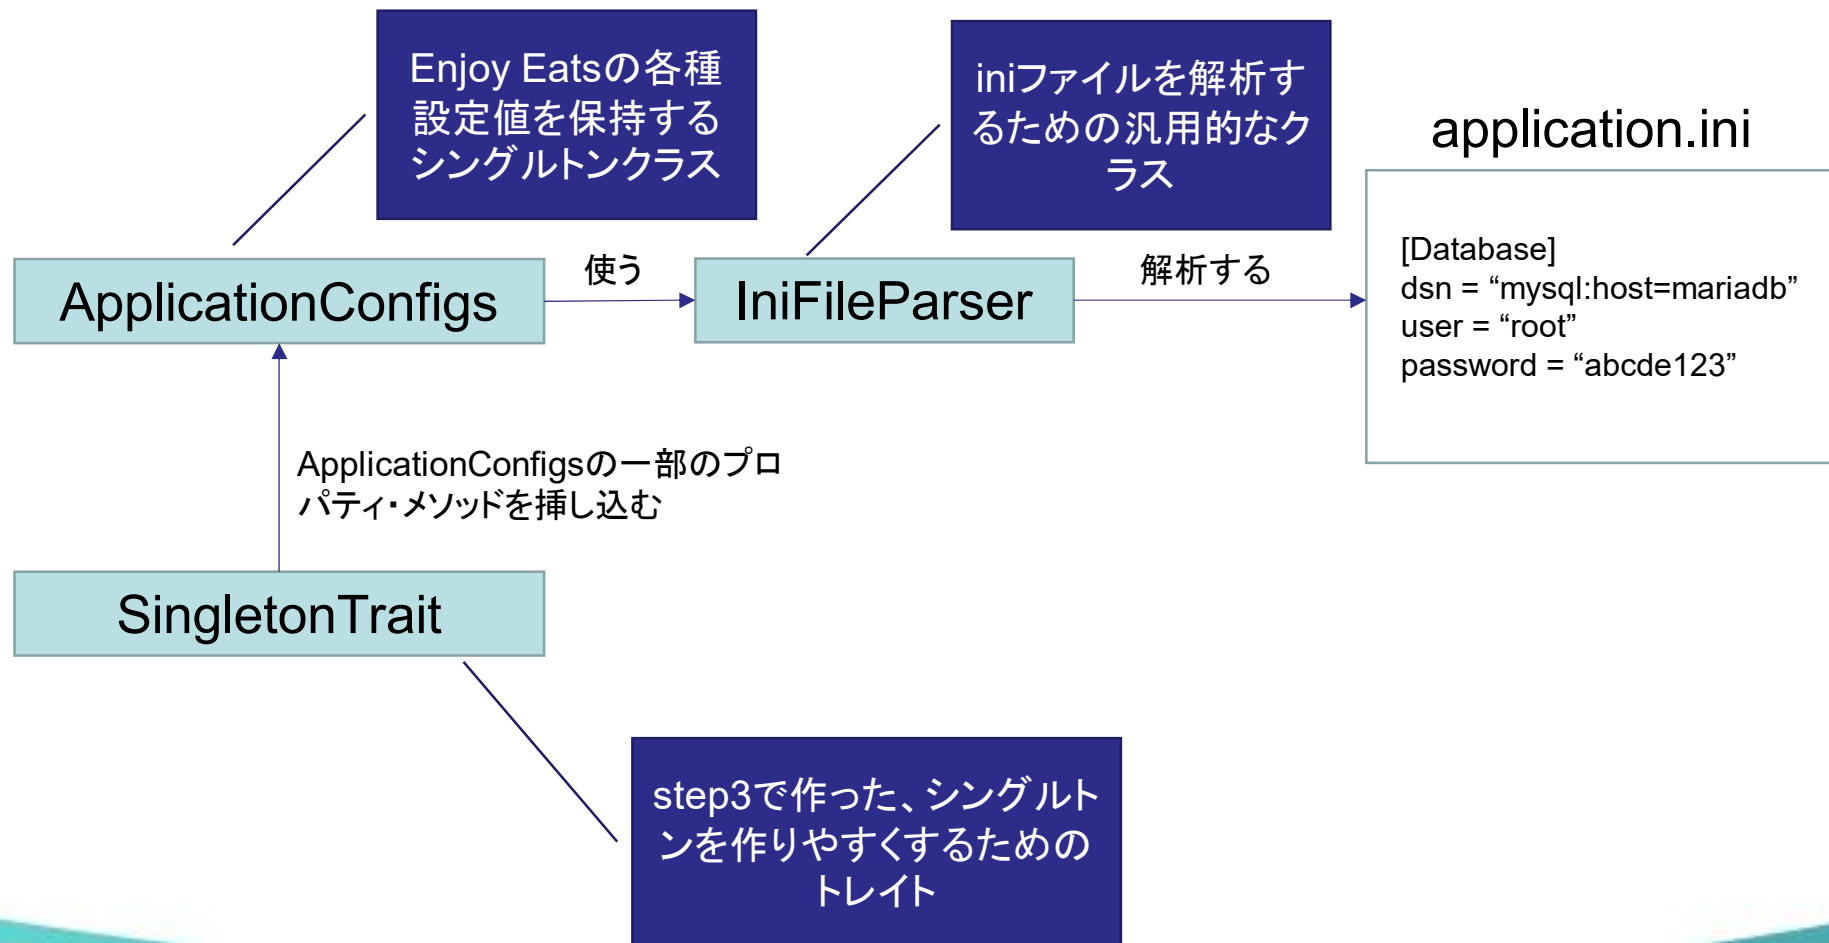 Enjoy Eatsの各種
設定値を保持する
シングルトンクラス
iniファイルを解析す
るための汎用的なク
ラス
application.ini
[Database]
dsn = “mysql:host=mariadb”
user = “root”
password = “abcde123”
ApplicationConfigs
使う
IniFileParser
解析する
ApplicationConfigsの一部のプロ
パティ・メソッドを挿し込む
SingletonTrait
step3で作った、シングルト
ンを作りやすくするための
トレイト